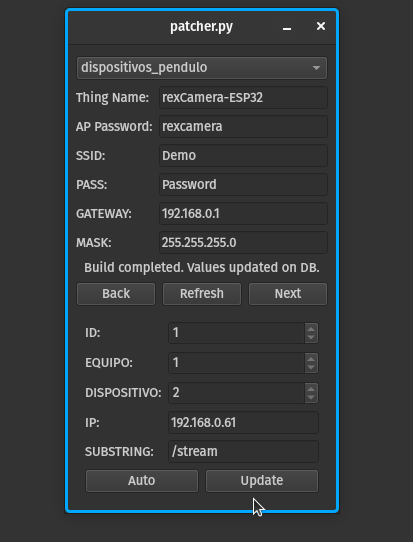 patcher.py
dispositivos_pendulo
Thing Name: rexCamera-ESP32
AP Password: rexcamera
SSID: Demo
PASS: Password
GATEWAY: 192.168.0.1
MASK: 255.255.255.0
Build completed. Values updated on DB.
Back Refresh Next
ID: 1
EQUIPO: 1
DISPOSITIVO: 2
IP: 192.168.0.61
SUBSTRING: /stream
Auto Update